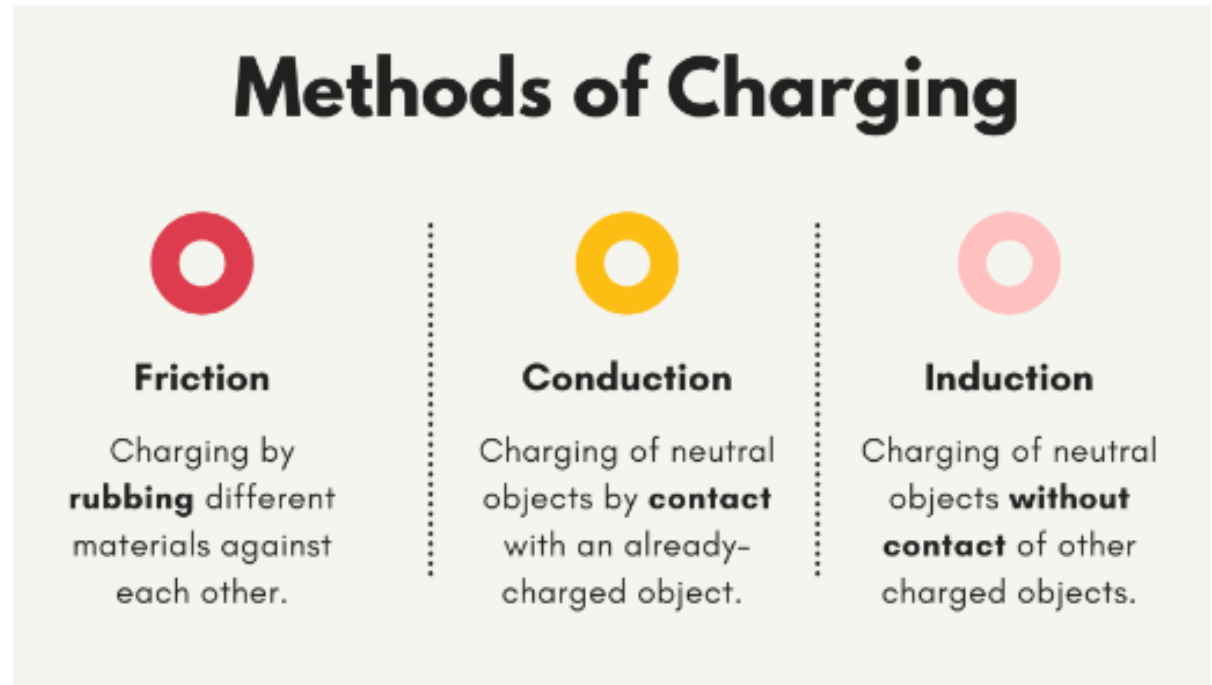 Methods of Charging
Friction
Charging by
rubbing different
materials against
each other.
Conduction
Charging of neutral
objects by contact
with an already-
charged object.
Induction
Charging of neutral
objects without
contact of other
charged objects.